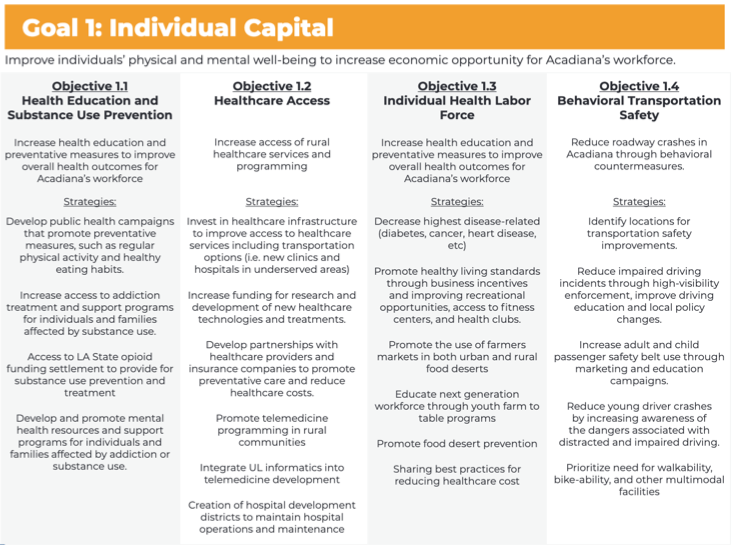 Goal 1: Individual Capital
Improve individuals' physical and mental well-being to increase economic opportunity for Acadiana's workforce.
Objective 1.1
Health Education and
Substance Use Prevention
Increase health education and
preventative measures to improve
overall health outcomes for
Acadiana's workforce
Strategies:
Develop public health campaigns
that promote preventative
measures, such as regular
physical activity and healthy
eating habits.
Increase access to addiction
treatment and support programs
for individuals and families
affected by substance use.
Access to LA State opioid
funding settlement to provide for
substance use prevention and
treatment
Develop and promote mental
health resources and support
programs for individuals and
families affected by addiction or
substance use.
Objective 1.2
Healthcare Access
Increase access of rural
healthcare services and
programming
Strategies:
Invest in healthcare infrastructure
to improve access to healthcare
services including transportation
options (i.e. new clinics and
hospitals in underserved areas)
Increase funding for research and
development of new healthcare
technologies and treatments.
Develop partnerships with
healthcare providers and
insurance companies to promote
preventative care and reduce
healthcare costs.
Promote telemedicine
programming in rural
communities
Integrate UL informatics into
telemedicine development
Creation of hospital development
districts to maintain hospital
operations and maintenance
Objective 1.3
Individual Health Labor
Force
Increase health education and
preventative measures to improve
overall health outcomes for
Acadiana's workforce
Strategies:
Decrease highest disease-related
(diabetes, cancer, heart disease,
etc)
Promote healthy living standards
through business incentives
and improving recreational
opportunities, access to fitness
centers, and health clubs.
Promote the use of farmers
markets in both urban and rural
food deserts
Educate next generation
workforce through youth farm to
table programs
Promote food desert prevention
Sharing best practices for
reducing healthcare cost
Objective 1.4
Behavioral Transportation
Safety
Reduce roadway crashes in
Acadiana through behavioral
countermeasures.
Strategies:
Identify locations for
transportation safety
improvements.
Reduce impaired driving
incidents through high-visibility
enforcement, improve driving
education and local policy
changes.
Increase adult and child
passenger safety belt use through
marketing and education
campaigns.
Reduce young driver crashes
by increasing awareness of
the dangers associated with
distracted and impaired driving.
Prioritize need for walkability,
bike-ability, and other multimodal
facilities